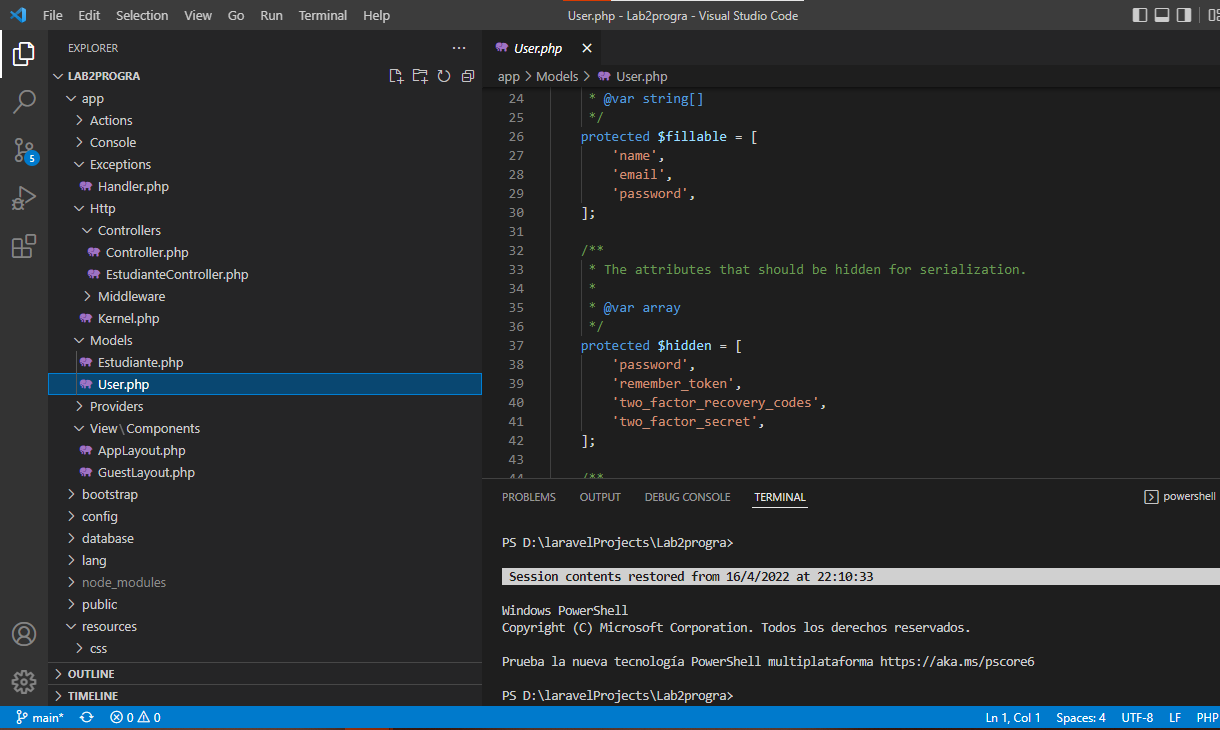 File Edit Selection View Go Run Terminal Help User.php - Lab2progra - Visual Studio Code
EXPLORER
LAB2PROGRA
app
Actions
Console
Exceptions
Handler.php
Http
Controllers
Controller.php
EstudianteController.php
Middleware
Kernel.php
Models
Estudiante.php
User.php
Providers
View\Components
AppLayout.php
GuestLayout.php
bootstrap
config
database
lang
node_modules
public
resources
css
OUTLINE
TIMELINE
5
User.php
app > Models > User.php
24 * @var string[]
25 */
26 protected $fillable = [
27 'name',
28 'email',
29 'password',
30 ];
31
32 /**
33 * The attributes that should be hidden for serialization.
34 *
35 * @var array
36 */
37 protected $hidden = [
38 'password',
39 'remember_token',
40 'two_factor_recovery_codes',
41 'two_factor_secret',
42 ];
43
44 /**
PROBLEMS OUTPUT DEBUG CONSOLE TERMINAL powershell
PS D:\laravelProjects\Lab2progra>
Session contents restored from 16/4/2022 at 22:10:33
Windows PowerShell
Copyright (C) Microsoft Corporation. Todos los derechos reservados.
Prueba la nueva tecnología PowerShell multiplataforma https://aka.ms/pscore6
PS D:\laravelProjects\Lab2progra>
main* 0 0 Ln 1, Col 1 Spaces: 4 UTF-8 LF PHP